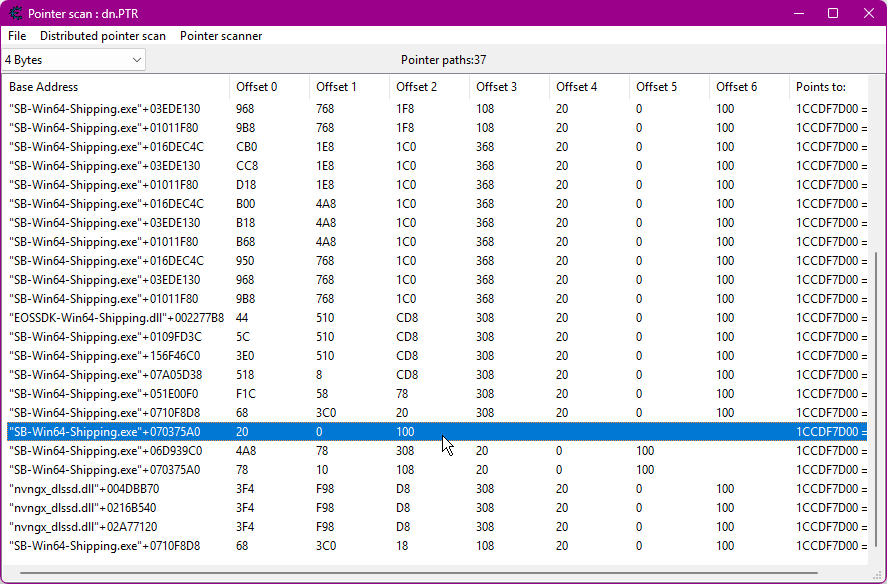 Pointer scan : dn.PTR
File Distributed pointer scan Pointer scanner
4 Bytes Pointer paths:37
Base Address Offset 0 Offset 1 Offset 2 Offset 3 Offset 4 Offset 5 Offset 6 Points to:
"SB-Win64-Shipping.exe"+03EDE130 968 768 1F8 108 20 0 100 1CCDF7D00 =
"SB-Win64-Shipping.exe"+01011F80 9B8 768 1F8 108 20 0 100 1CCDF7D00 =
"SB-Win64-Shipping.exe"+016DEC4C CB0 1E8 1C0 368 20 0 100 1CCDF7D00 =
"SB-Win64-Shipping.exe"+03EDE130 CC8 1E8 1C0 368 20 0 100 1CCDF7D00 =
"SB-Win64-Shipping.exe"+01011F80 D18 1E8 1C0 368 20 0 100 1CCDF7D00 =
"SB-Win64-Shipping.exe"+016DEC4C B00 4A8 1C0 368 20 0 100 1CCDF7D00 =
"SB-Win64-Shipping.exe"+03EDE130 B18 4A8 1C0 368 20 0 100 1CCDF7D00 =
"SB-Win64-Shipping.exe"+01011F80 B68 4A8 1C0 368 20 0 100 1CCDF7D00 =
"SB-Win64-Shipping.exe"+016DEC4C 950 768 1C0 368 20 0 100 1CCDF7D00 =
"SB-Win64-Shipping.exe"+03EDE130 968 768 1C0 368 20 0 100 1CCDF7D00 =
"SB-Win64-Shipping.exe"+01011F80 9B8 768 1C0 368 20 0 100 1CCDF7D00 =
"EOSSDK-Win64-Shipping.dll"+002277B8 44 510 CD8 308 20 0 100 1CCDF7D00 =
"SB-Win64-Shipping.exe"+0109FD3C 5C 510 CD8 308 20 0 100 1CCDF7D00 =
"SB-Win64-Shipping.exe"+156F46C0 3E0 510 CD8 308 20 0 100 1CCDF7D00 =
"SB-Win64-Shipping.exe"+07A05D38 518 8 CD8 308 20 0 100 1CCDF7D00 =
"SB-Win64-Shipping.exe"+051E00F0 F1C 58 78 308 20 0 100 1CCDF7D00 =
"SB-Win64-Shipping.exe"+0710F8D8 68 3C0 20 308 20 0 100 1CCDF7D00 =
"SB-Win64-Shipping.exe"+070375A0 20 0 100 1CCDF7D00 =
"SB-Win64-Shipping.exe"+06D939C0 4A8 78 308 20 0 100 1CCDF7D00 =
"SB-Win64-Shipping.exe"+070375A0 78 10 108 20 0 100 1CCDF7D00 =
"nvngx_dlssd.dll"+004DBB70 3F4 F98 D8 308 20 0 100 1CCDF7D00 =
"nvngx_dlssd.dll"+0216B540 3F4 F98 D8 308 20 0 100 1CCDF7D00 =
"nvngx_dlssd.dll"+02A77120 3F4 F98 D8 308 20 0 100 1CCDF7D00 =
"SB-Win64-Shipping.exe"+0710F8D8 68 3C0 18 108 20 0 100 1CCDF7D00 =